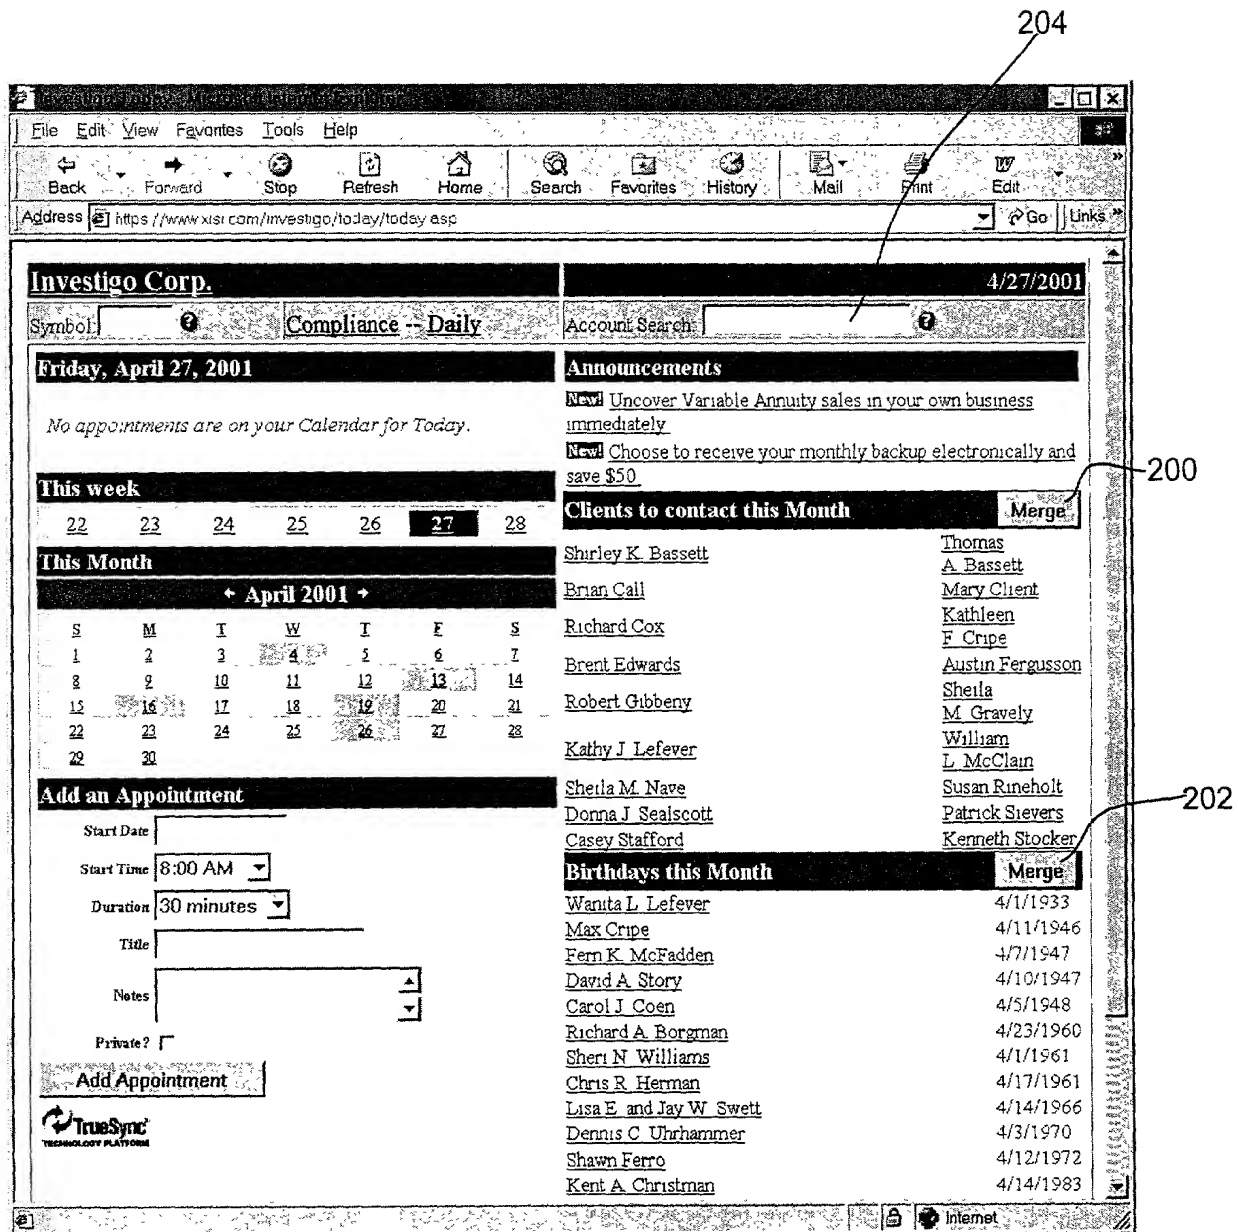 204
File Edit View Favorites Tools Help
Back Forward Stop Refresh Home Search Favorites History Mail Print Edit
Address https://www.xisi.com/investigo/today/today.asp Go Links
Investigo Corp. 4/27/2001
Symbol: Compliance -- Daily Account Search:
Friday, April 27, 2001
No appointments are on your Calendar for Today.
This week
22 23 24 25 26 27 28
This Month
April 2001
S M T W T F S
1 2 3 4 5 6 7
8 9 10 11 12 13 14
15 16 17 18 19 20 21
22 23 24 25 26 27 28
29 30
Add an Appointment
Start Date
Start Time 8:00 AM
Duration 30 minutes
Title
Notes
Private?
Add Appointment
TrueSync
TECHNOLOGY PLATFORM
Announcements
New! Uncover Variable Annuity sales in your own business
immediately
New! Choose to receive your monthly backup electronically and
save $50
200
Clients to contact this Month Merge
Shirley K. Bassett Thomas
A. Bassett
Brian Call Mary Client
Richard Cox Kathleen
F. Cripe
Brent Edwards Austin Fergusson
Robert Gibbeny Sheila
M. Gravely
Kathy J. Lefever William
L. McClain
Sheila M. Nave Susan Rineholt
Donna J. Sealscott Patrick Sievers
Casey Stafford Kenneth Stocker
202
Birthdays this Month Merge
Wanita L. Lefever 4/1/1933
Max Cripe 4/11/1946
Fern K. McFadden 4/7/1947
David A. Story 4/10/1947
Carol J. Coen 4/5/1948
Richard A. Borgman 4/23/1960
Sheri N. Williams 4/1/1961
Chris R. Herman 4/17/1961
Lisa E. and Jay W. Swett 4/14/1966
Dennis C. Uhrhammer 4/3/1970
Shawn Ferro 4/12/1972
Kent A. Christman 4/14/1983
Internet